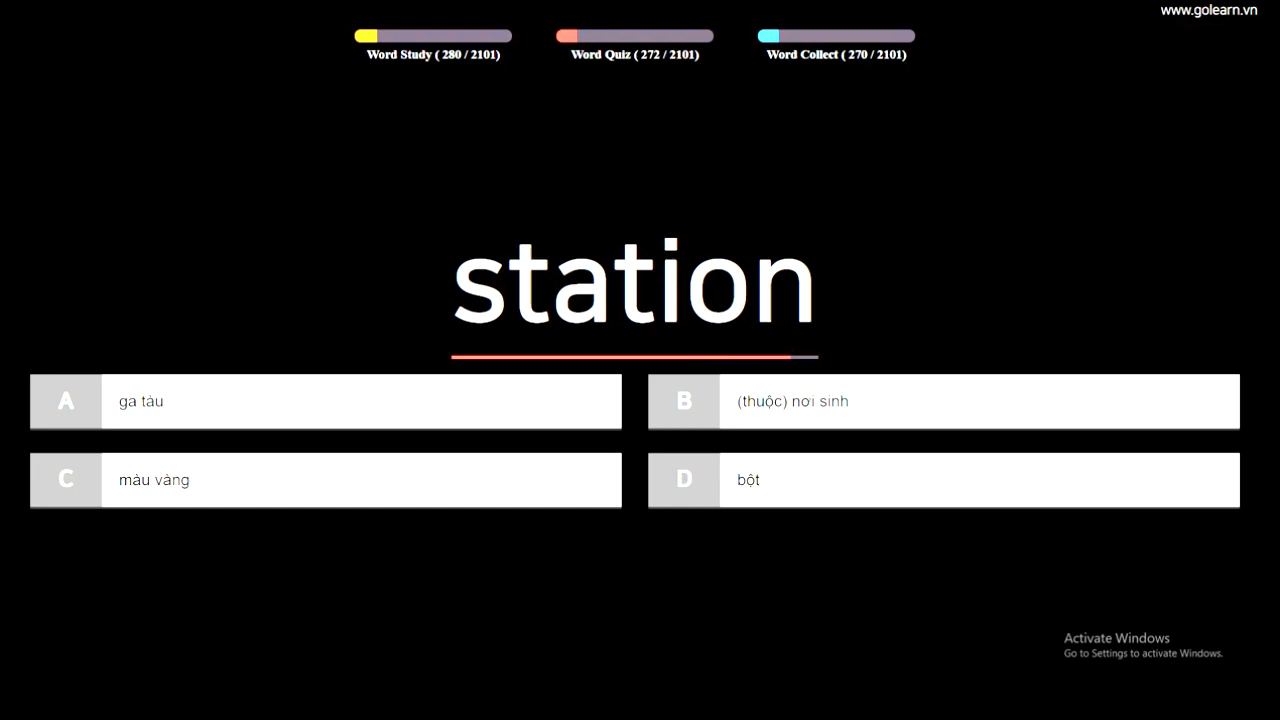 www.golearn.vn
Word Study ( 280 / 2101)
Word Quiz ( 272 / 2101)
Word Collect ( 270 / 2101)
station
A ga tàu
B (thuộc) nơi sinh
C màu vàng
D bột
Activate Windows
Go to Settings to activate Windows.